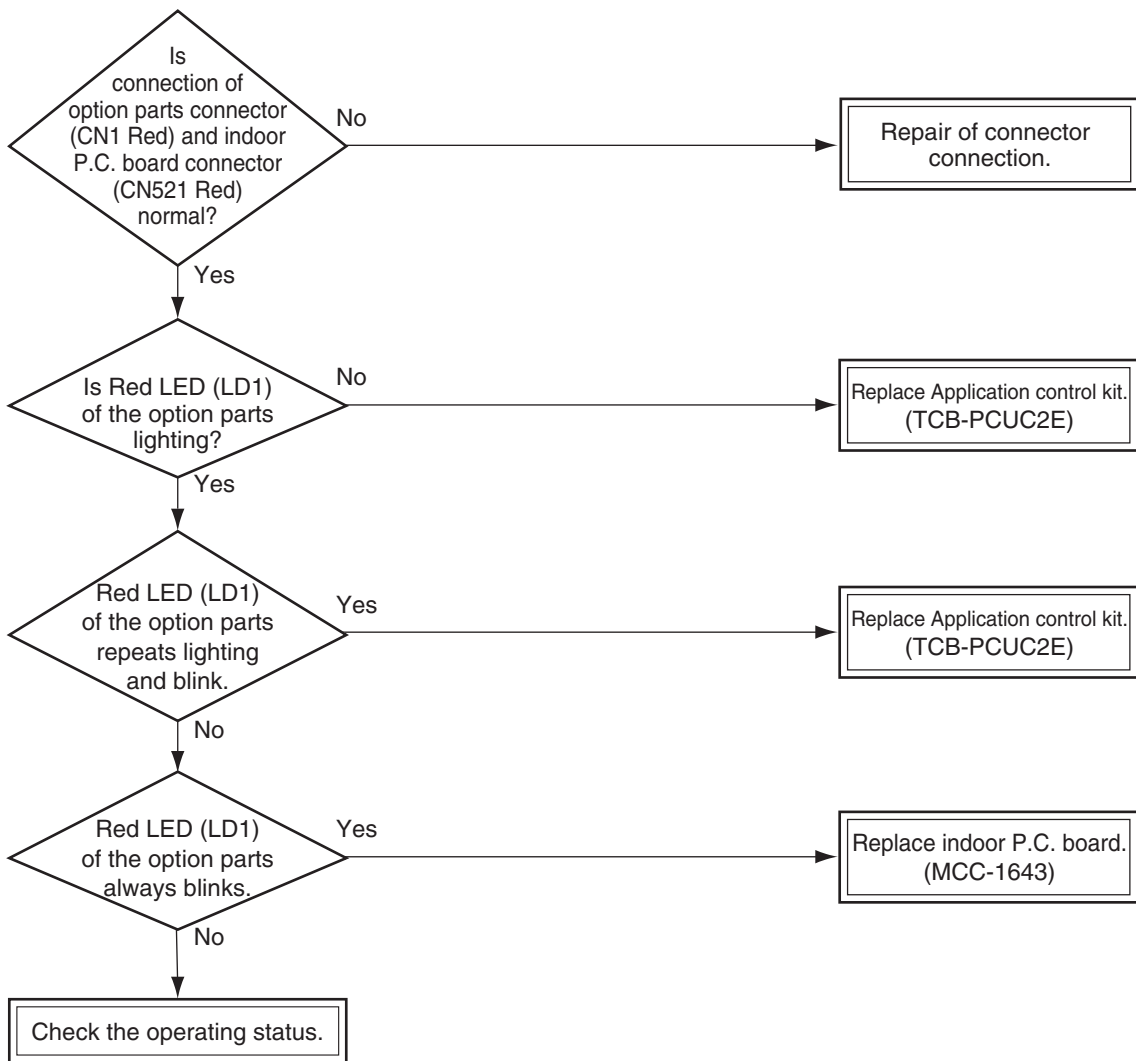 Is
connection of
option parts connector
(CN1 Red) and indoor
P.C. board connector
(CN521 Red)
normal?
No
Repair of connector
connection.
Yes
Is Red LED (LD1)
of the option parts
lighting?
No
Replace Application control kit.
(TCB-PCUC2E)
Yes
Red LED (LD1)
of the option parts
repeats lighting
and blink.
Yes
Replace Application control kit.
(TCB-PCUC2E)
No
Red LED (LD1)
of the option parts
always blinks.
Yes
Replace indoor P.C. board.
(MCC-1643)
No
Check the operating status.